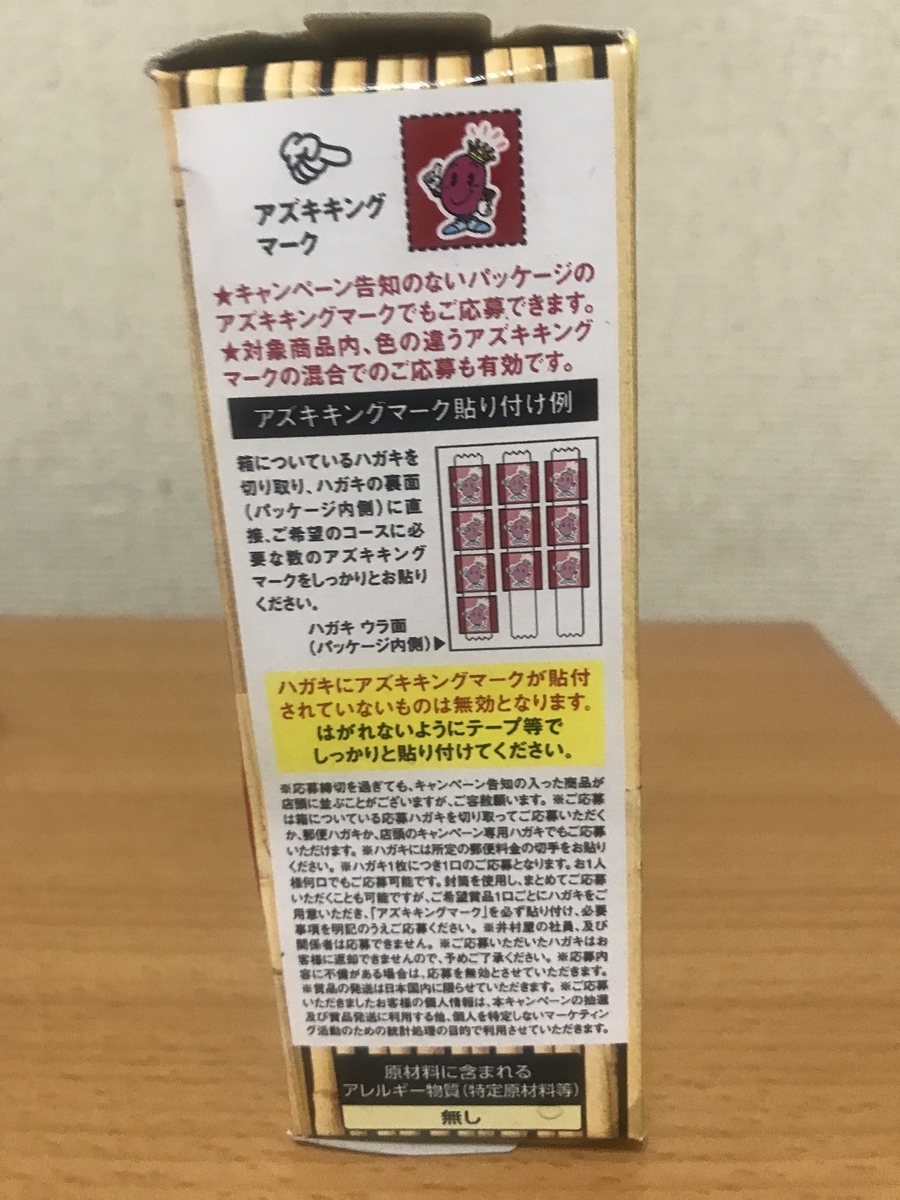 アズキキング
マーク
★キャンペーン告知のないパッケージの
アズキキングマークでもご応募できます。
★対象商品内、色の違うアズキキング
マークの混合でのご応募も有効です。
アズキキングマーク貼り付け例
箱についているハガキを
切り取り、ハガキの裏面
(パッケージ内側)に直
接、ご希望のコースに必
要な数のアズキキング
マークをしっかりとお貼り
ください。
ハガキ ウラ面
(パッケージ内側)▶
ハガキにアズキキングマークが貼付
されていないものは無効となります。
はがれないようにテープ等で
しっかりと貼り付けてください。
※応募締切を過ぎても、キャンペーン告知の入った商品が
店頭に並ぶことがございますが、ご容赦願います。※ご応募
は箱についている応募ハガキを切り取ってご応募いただく
か、郵便ハガキか、店頭のキャンペーン専用ハガキでもご応募
いただけます。※ハガキには所定の郵便料金の切手をお貼り
ください。※ハガキ1枚につき1口のご応募となります。お1人
様何口でもご応募可能です。封筒を使用し、まとめてご応募
いただくことも可能ですが、ご希望賞品1口ごとにハガキをご
用意いただき、「アズキキングマーク」を必ず貼り付け、必要
事項を明記のうえご応募ください。※井村屋の社員、及び
関係者は応募できません。※ご応募いただいたハガキはお
客様に返却できませんので、予めご了承ください。※応募内
容に不備がある場合は、応募を無効とさせていただきます。
※賞品の発送は日本国内に限らせていただきます。※ご応募
いただきましたお客様の個人情報は、本キャンペーンの抽選
及び賞品発送に利用する他、個人を特定しないマーケティン
グ活動のための統計処理の目的で利用させていただきます。
原材料に含まれる
アレルギー物質(特定原材料等)
無し